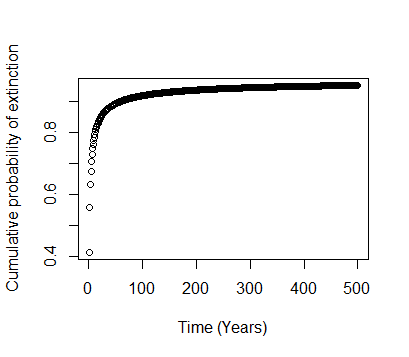 Cumulative probability of extinction
0.8
0.6
0.4
0 100 200 300 400 500
Time (Years)